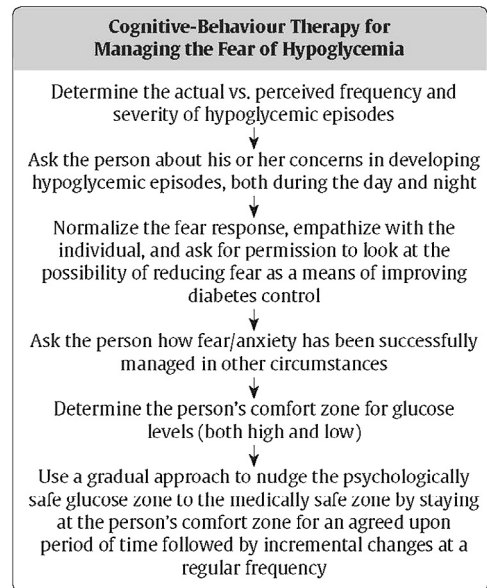 Cognitive-Behaviour Therapy for
Managing the Fear of Hypoglycemia
Determine the actual vs. perceived frequency and
severity of hypoglycemic episodes
Ask the person about his or her concerns in developing
hypoglycemic episodes, both during the day and night
Normalize the fear response, empathize with the
individual, and ask for permission to look at the
possibility of reducing fear as a means of improving
diabetes control
Ask the person how fear/anxiety has been successfully
managed in other circumstances
Determine the person's comfort zone for glucose
levels (both high and low)
Use a gradual approach to nudge the psychologically
safe glucose zone to the medically safe zone by staying
at the person's comfort zone for an agreed upon
period of time followed by incremental changes at a
regular frequency